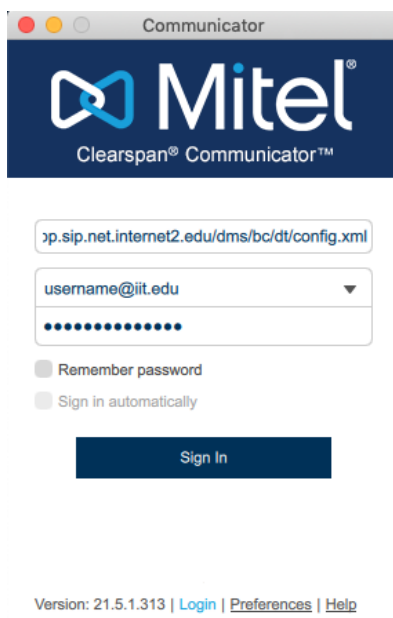 Communicator
Mitel®
Clearspan® Communicator™
op.sip.net.internet2.edu/dms/bc/dt/config.xml
username@iit.edu
••••••••••••••
Remember password
Sign in automatically
Sign In
Version: 21.5.1.313 | Login | Preferences | Help